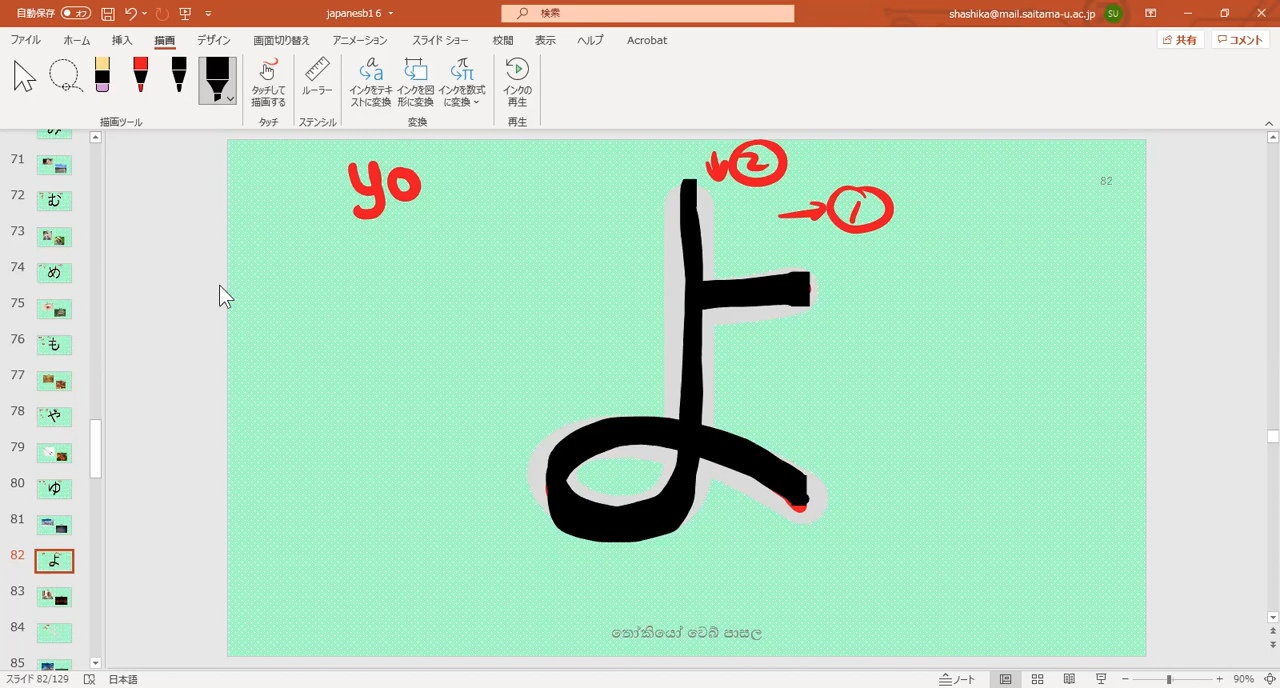 自動保存 オフ japanesb1 6 検索 shashika@mail.saitama-u.ac.jp SU
ファイル ホーム 挿入 描画 デザイン 画面切り替え アニメーション スライド ショー 校閲 表示 ヘルプ Acrobat 共有 コメント
タッチして描画する ルーラー インクをテキストに変換 インクを図形に変換 インクを数式に変換 インクの再生
描画ツール タッチ ステンシル 変換 再生
yo ② 82
→ ①
よ
තෝකියෝ වෙබ් පාසල
71
72 む
73
74 め
75
76 も
77
78 や
79
80 ゆ
81
82 よ
83
84
85
スライド 82/129 日本語 ノート 90%